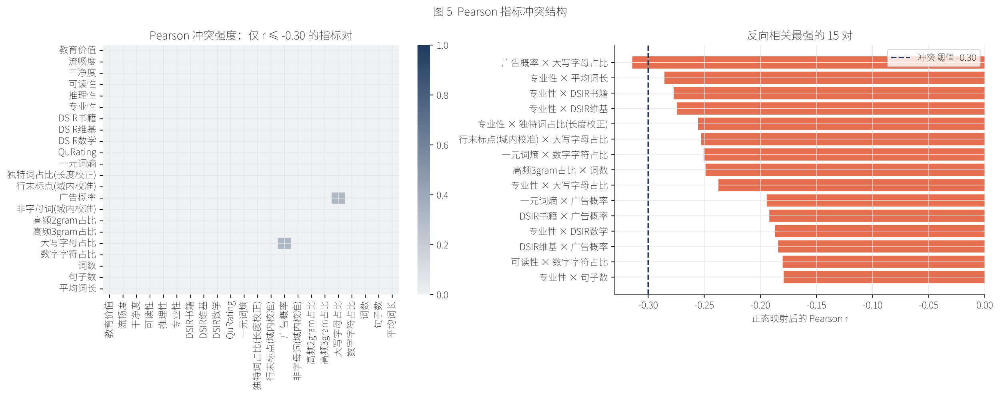 图 5 Pearson 指标冲突结构
Pearson 冲突强度：仅 r ≤ -0.30 的指标对
教育价值
流畅度
干净度
可读性
推理性
专业性
DSIR书籍
DSIR维基
DSIR数学
QuRating
一元词熵
独特词占比(长度校正)
行末标点(域内校准)
广告概率
非字母词(域内校准)
高频2gram占比
高频3gram占比
大写字母占比
数字字符占比
词数
句子数
平均词长
教育价值
流畅度
干净度
可读性
推理性
专业性
DSIR书籍
DSIR维基
DSIR数学
QuRating
一元词熵
独特词占比(长度校正)
行末标点(域内校准)
广告概率
非字母词(域内校准)
高频2gram占比
高频3gram占比
大写字母占比
数字字符占比
词数
句子数
平均词长
1.0
0.8
0.6
0.4
0.2
0.0
反向相关最强的 15 对
冲突阈值 -0.30
广告概率 × 大写字母占比
专业性 × 平均词长
专业性 × DSIR书籍
专业性 × DSIR维基
专业性 × 独特词占比(长度校正)
行末标点(域内校准) × 大写字母占比
一元词熵 × 数字字符占比
高频3gram占比 × 词数
专业性 × 大写字母占比
一元词熵 × 广告概率
DSIR书籍 × 广告概率
专业性 × DSIR数学
DSIR维基 × 广告概率
可读性 × 数字字符占比
专业性 × 句子数
-0.30 -0.25 -0.20 -0.15 -0.10 -0.05 0.00
正态映射后的 Pearson r